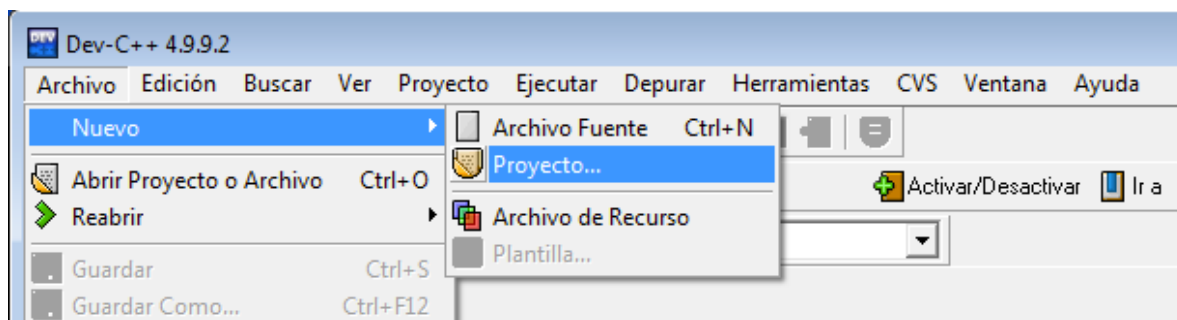 Dev-C++ 4.9.9.2
Archivo Edición Buscar Ver Proyecto Ejecutar Depurar Herramientas CVS Ventana Ayuda
Nuevo
Archivo Fuente Ctrl+N
Proyecto...
Abrir Proyecto o Archivo Ctrl+O
Activar/Desactivar Ir a
Reabrir
Archivo de Recurso
Plantilla...
Guardar Ctrl+S
Guardar Como... Ctrl+F12